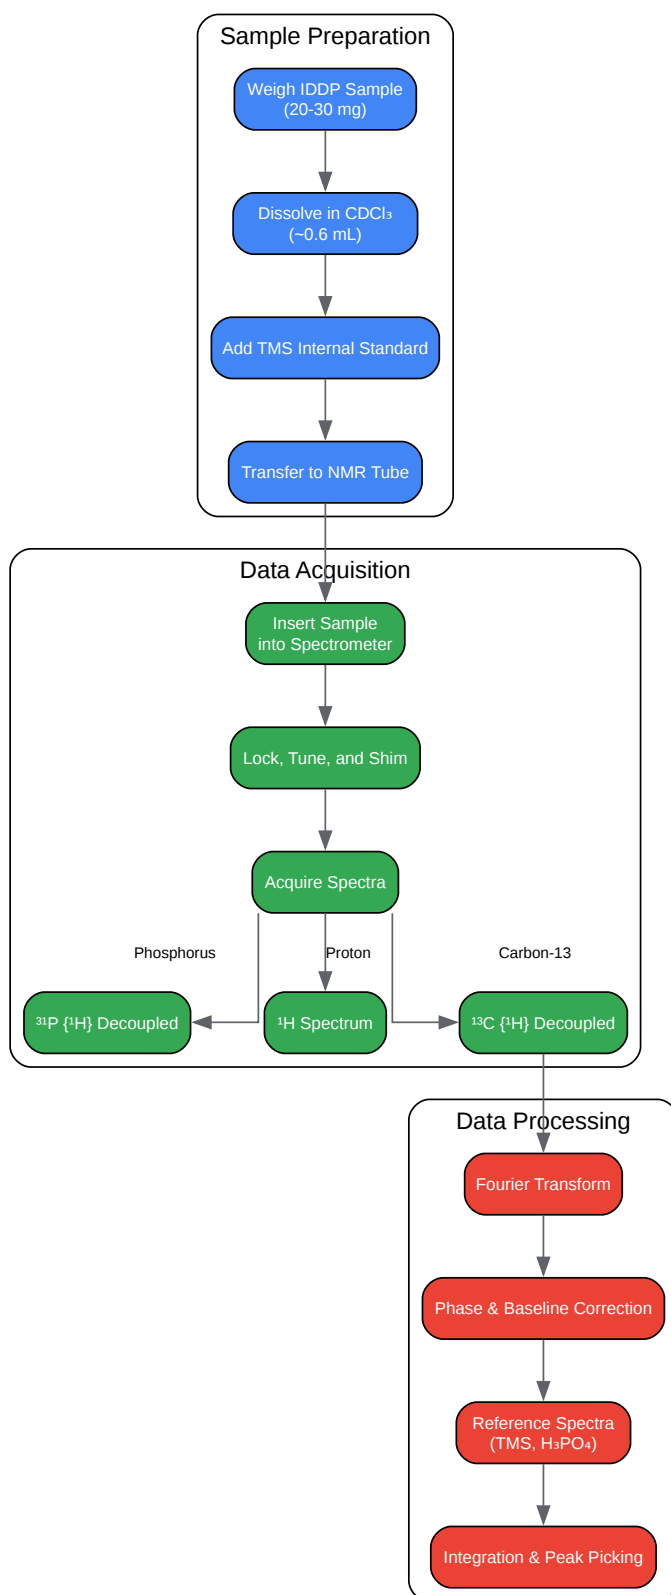 Sample Preparation
Weigh IDDP Sample
(20-30 mg)
Dissolve in CDCl₃
(~0.6 mL)
Add TMS Internal Standard
Transfer to NMR Tube
Data Acquisition
Insert Sample
into Spectrometer
Lock, Tune, and Shim
Acquire Spectra
Phosphorus
Proton
Carbon-13
³¹P {¹H} Decoupled
¹H Spectrum
¹³C {¹H} Decoupled
Data Processing
Fourier Transform
Phase & Baseline Correction
Reference Spectra
(TMS, H₃PO₄)
Integration & Peak Picking